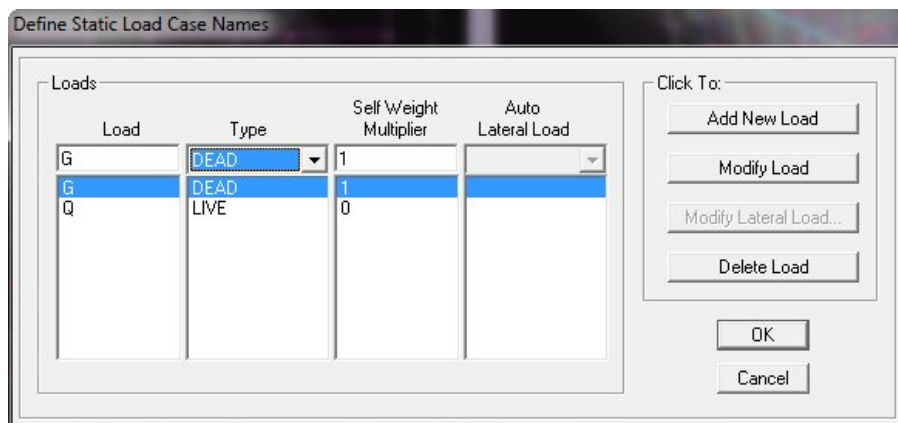 Define Static Load Case Names
Loads
Load Type Self Weight Multiplier Auto Lateral Load
G DEAD 1
G DEAD 1
Q LIVE 0
Click To:
Add New Load
Modify Load
Modify Lateral Load...
Delete Load
OK
Cancel